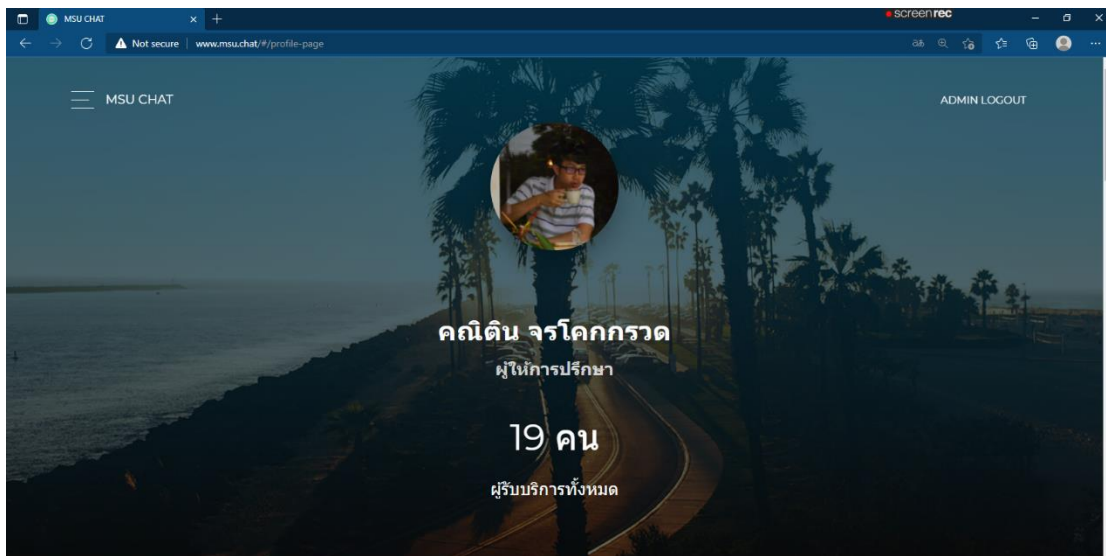 MSU CHAT
screenrec
Not secure
www.msu.chat/#/profile-page
MSU CHAT
ADMIN LOGOUT
คณิติน จรโคกกรวด
ผู้ให้การปรึกษา
19 คน
ผู้รับบริการทั้งหมด